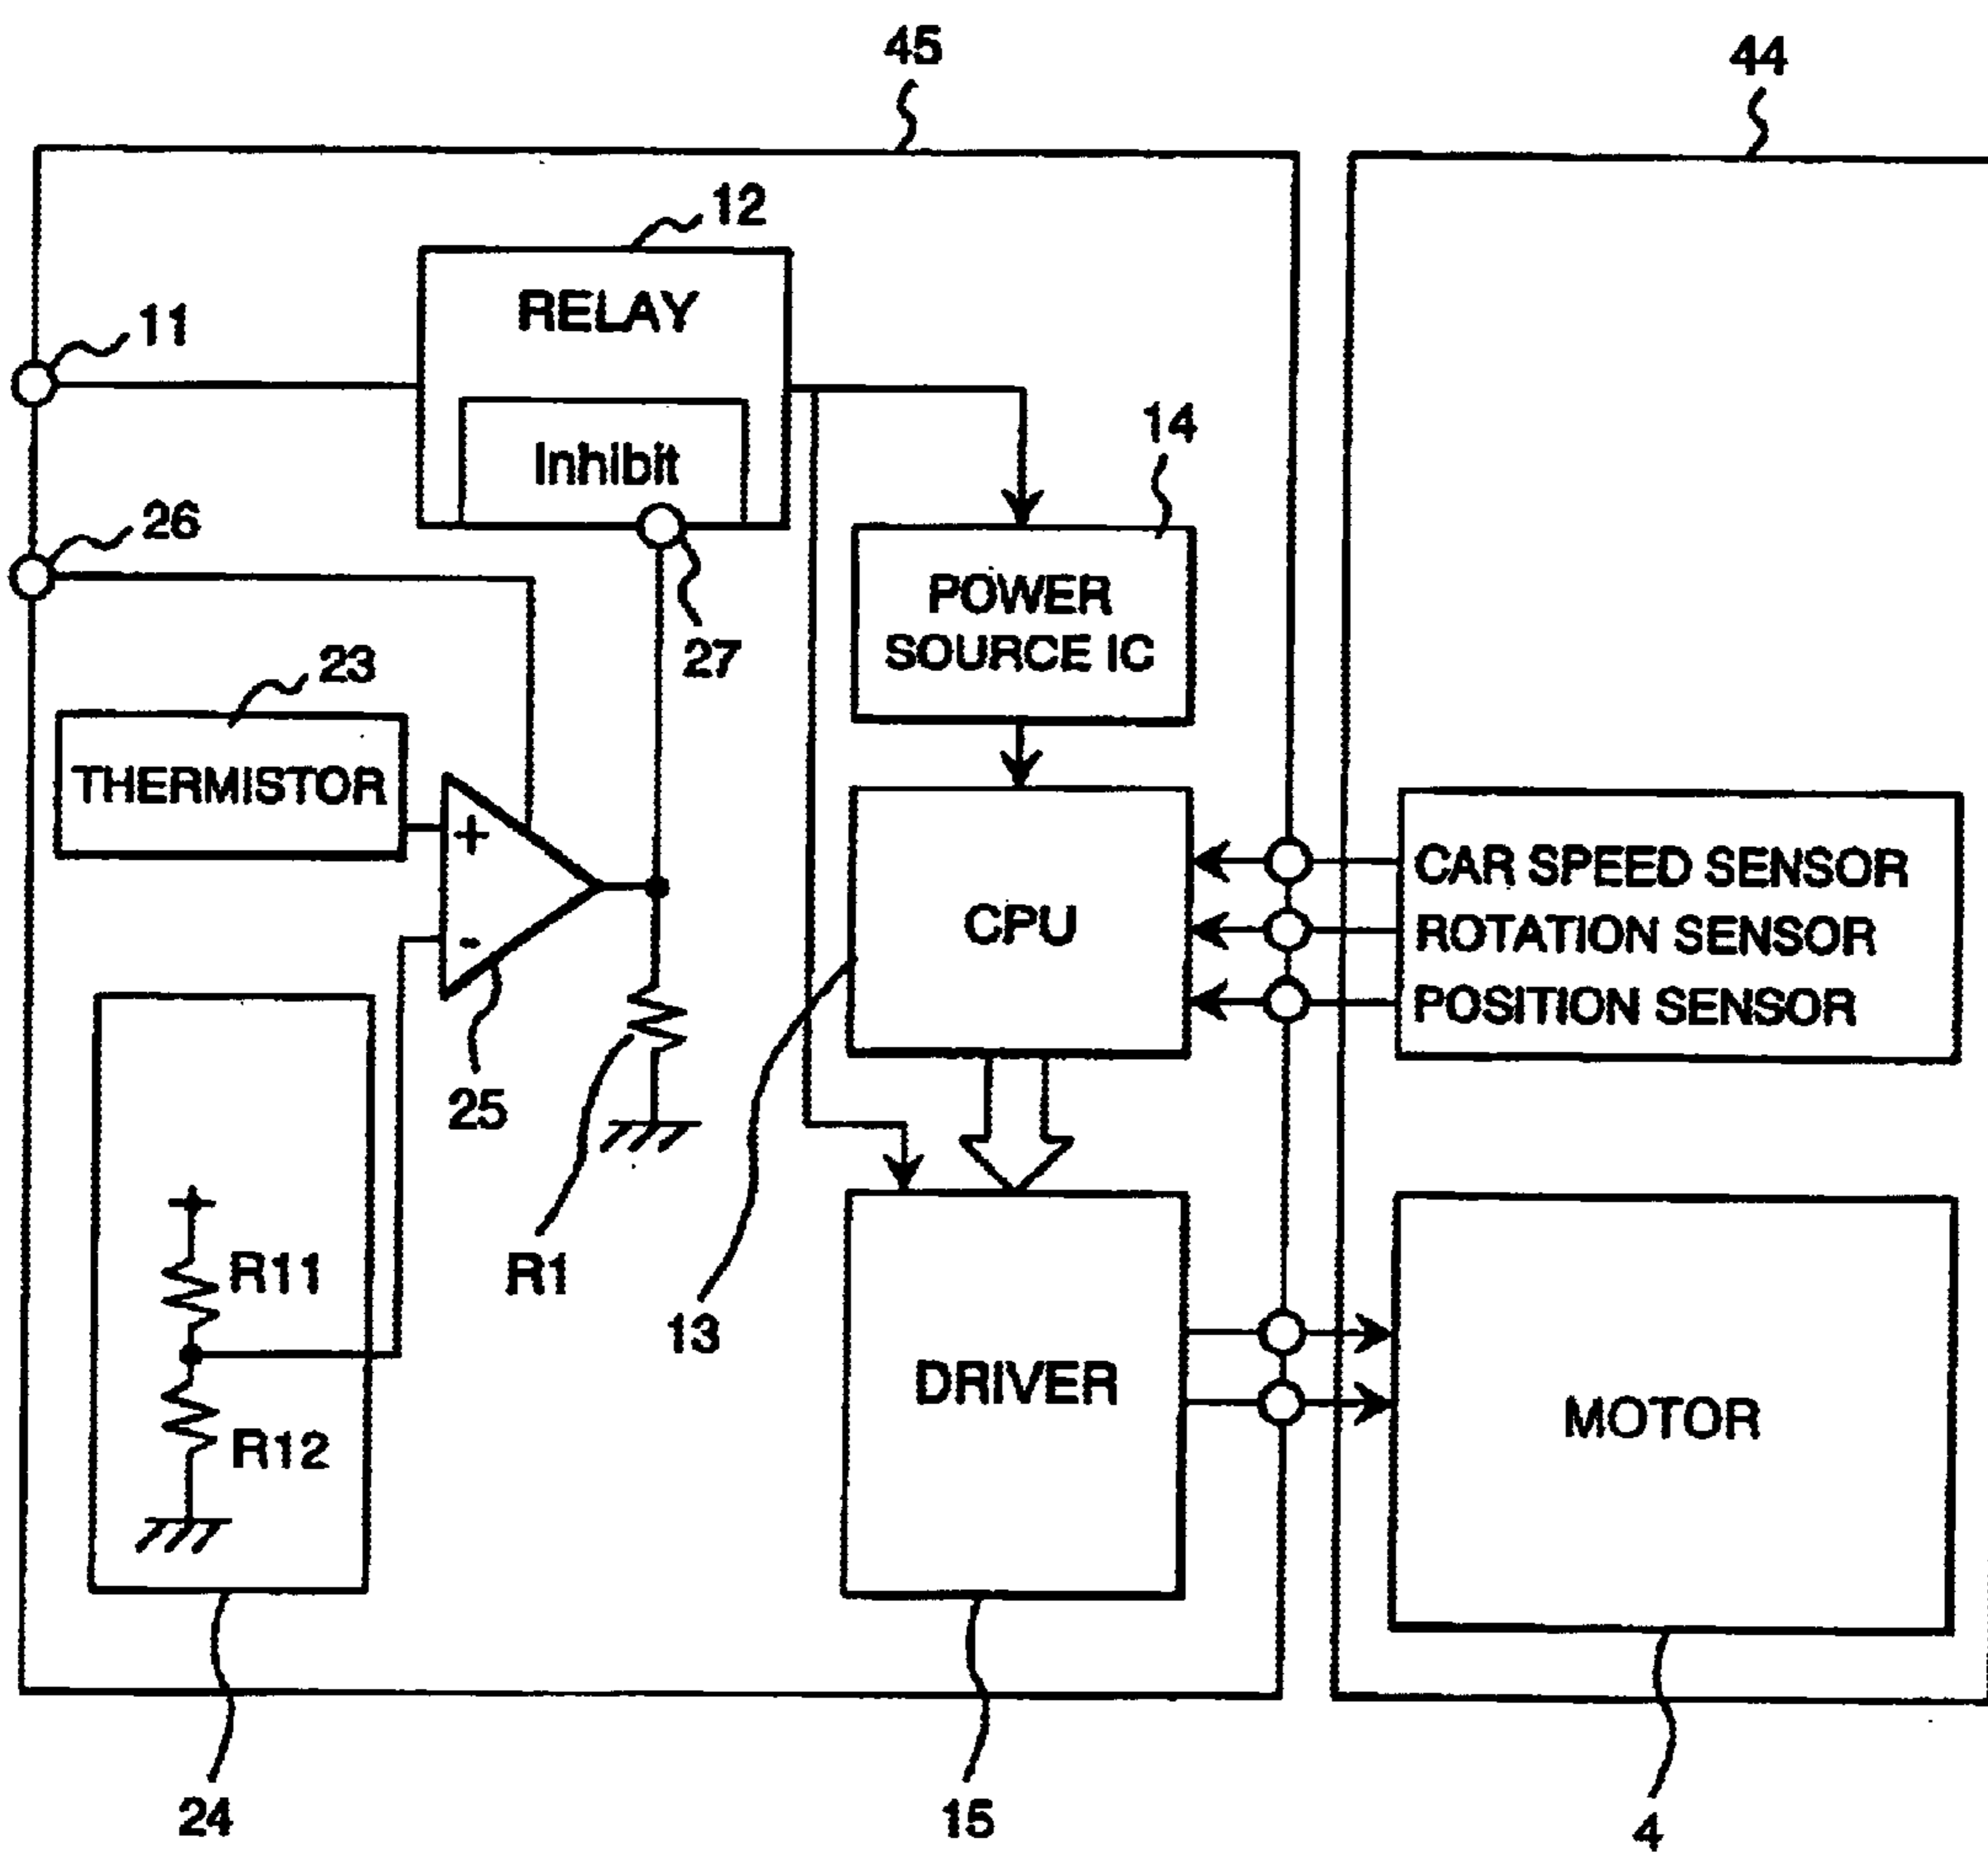 45
44
12
RELAY
11
Inhibit
14
26
POWER
SOURCE IC
27
23
THERMISTOR
+
-
CPU
CAR SPEED SENSOR
ROTATION SENSOR
POSITION SENSOR
25
+
R11
R1
13
R12
DRIVER
MOTOR
24
15
4